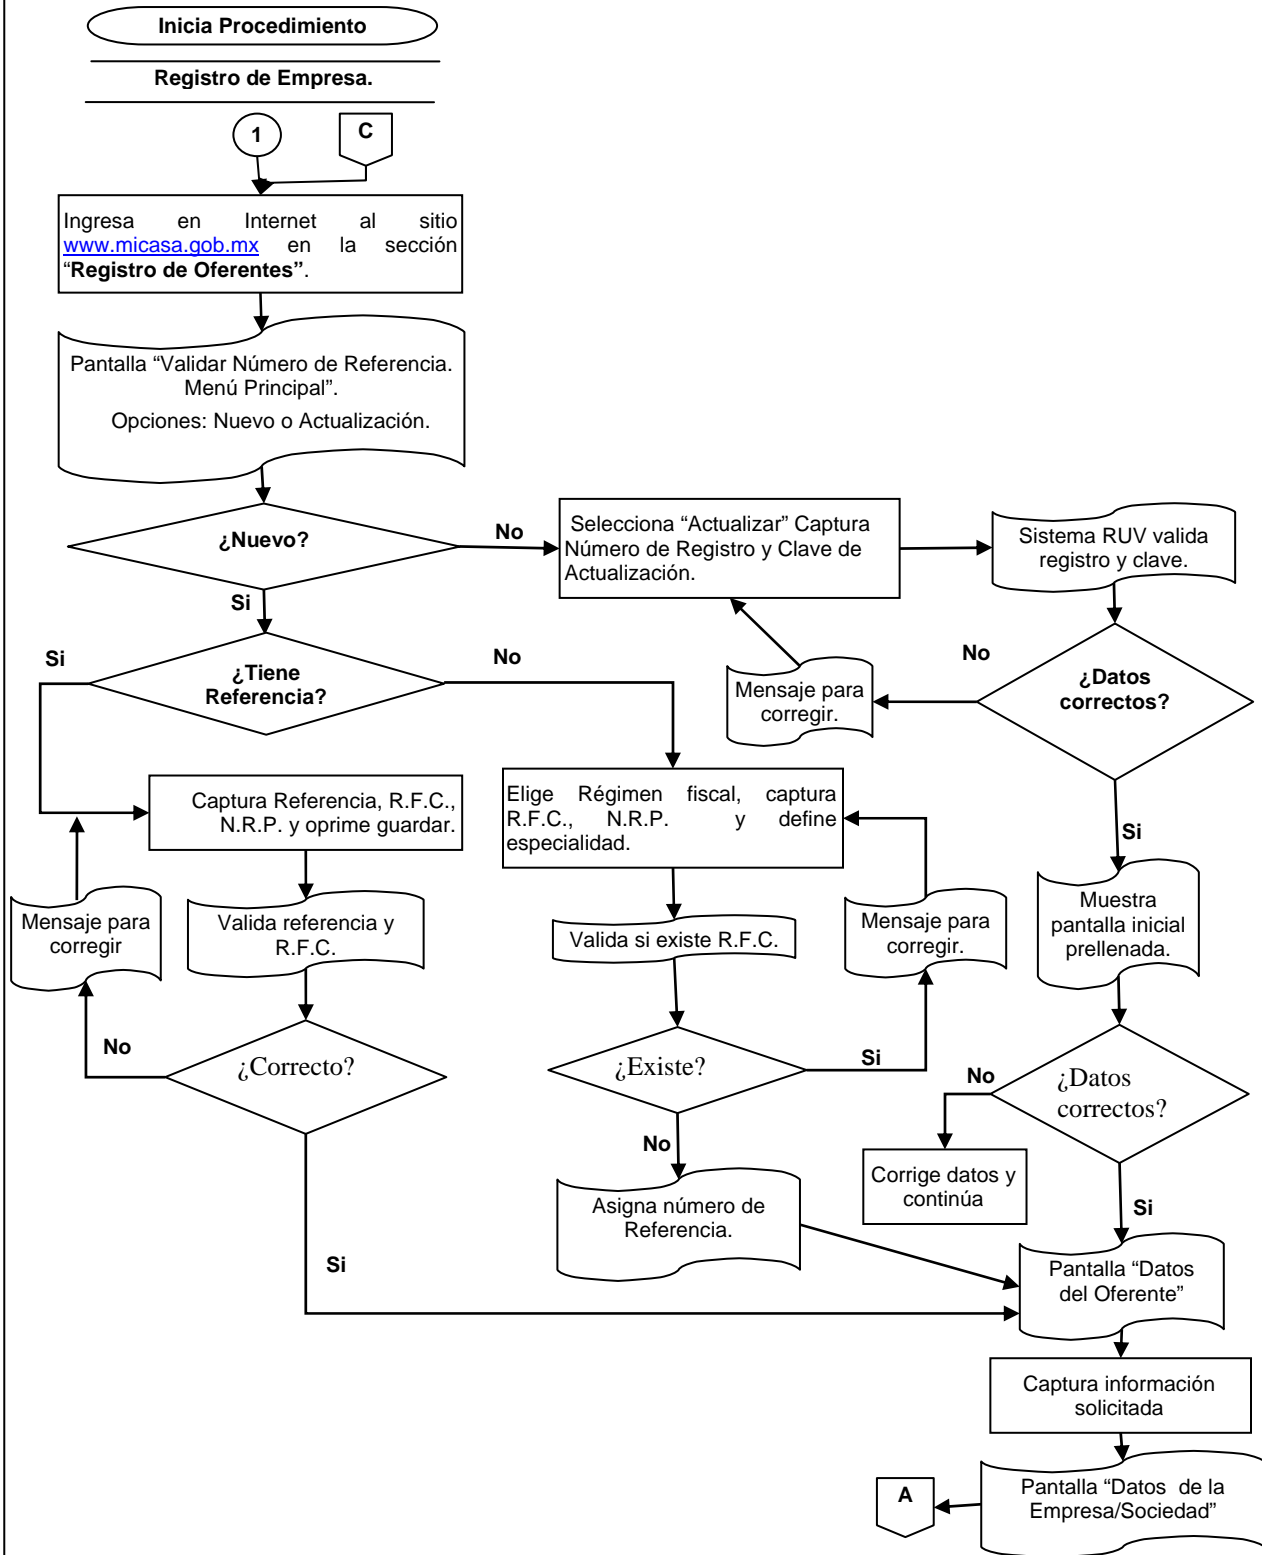 Inicia Procedimiento
Registro de Empresa.
1
C
Ingresa en Internet al sitio
www.micasa.gob.mx en la sección
“Registro de Oferentes”.
Pantalla “Validar Número de Referencia.
Menú Principal”.
Opciones: Nuevo o Actualización.
¿Nuevo?
No
Selecciona “Actualizar” Captura
Número de Registro y Clave de
Actualización.
Sistema RUV valida
registro y clave.
Si
¿Tiene
Referencia?
Si
No
Mensaje para
corregir.
No
¿Datos
correctos?
Captura Referencia, R.F.C.,
N.R.P. y oprime guardar.
Elige Régimen fiscal, captura
R.F.C., N.R.P. y define
especialidad.
Si
Mensaje para
corregir
Valida referencia y
R.F.C.
Valida si existe R.F.C.
Mensaje para
corregir.
Muestra
pantalla inicial
prellenada.
No
¿Correcto?
¿Existe?
Si
No
¿Datos
correctos?
No
Corrige datos y
continúa
Asigna número de
Referencia.
Si
Si
Pantalla “Datos
del Oferente”
Captura información
solicitada
A
Pantalla “Datos de la
Empresa/Sociedad”